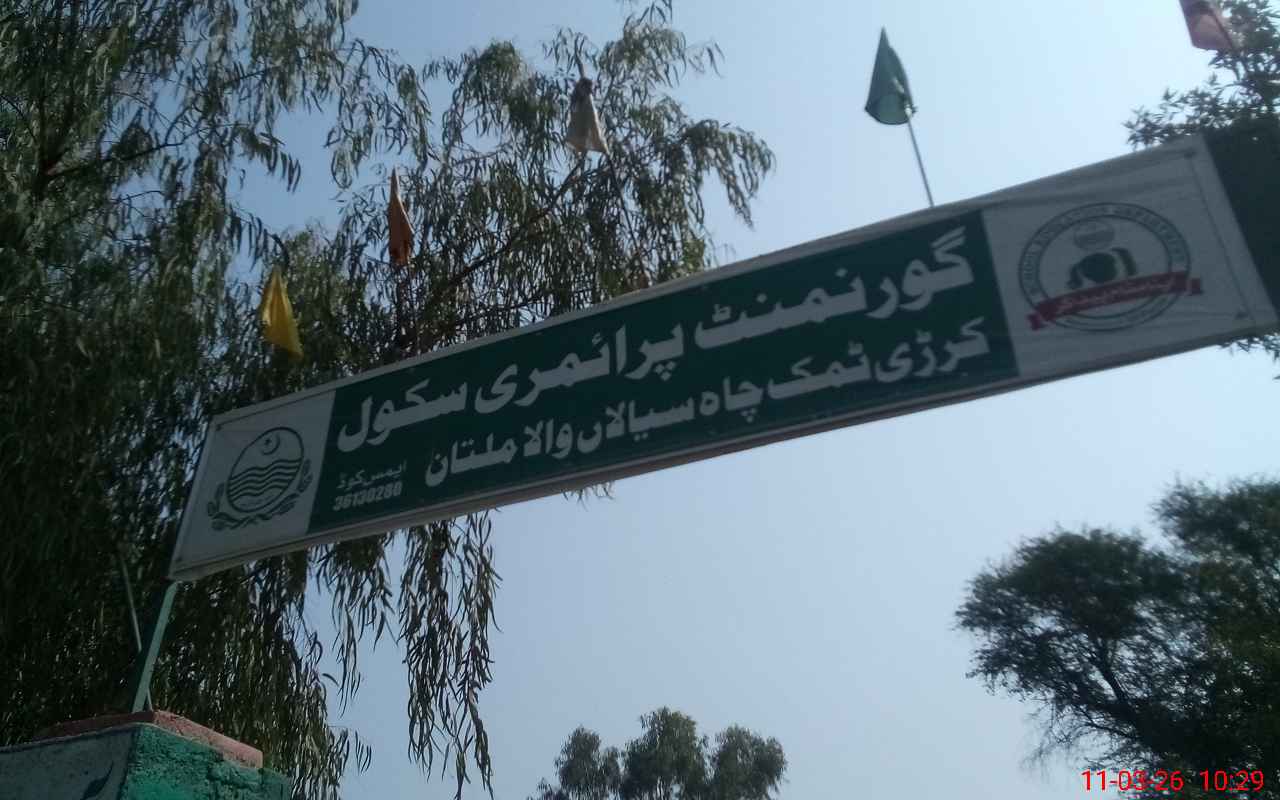 گورنمنٹ پرائمری سکول
کرڑی ٹمک چاہ سیالاں والا ملتان
ایمس کوڈ
36130280
11-03-26 10:29